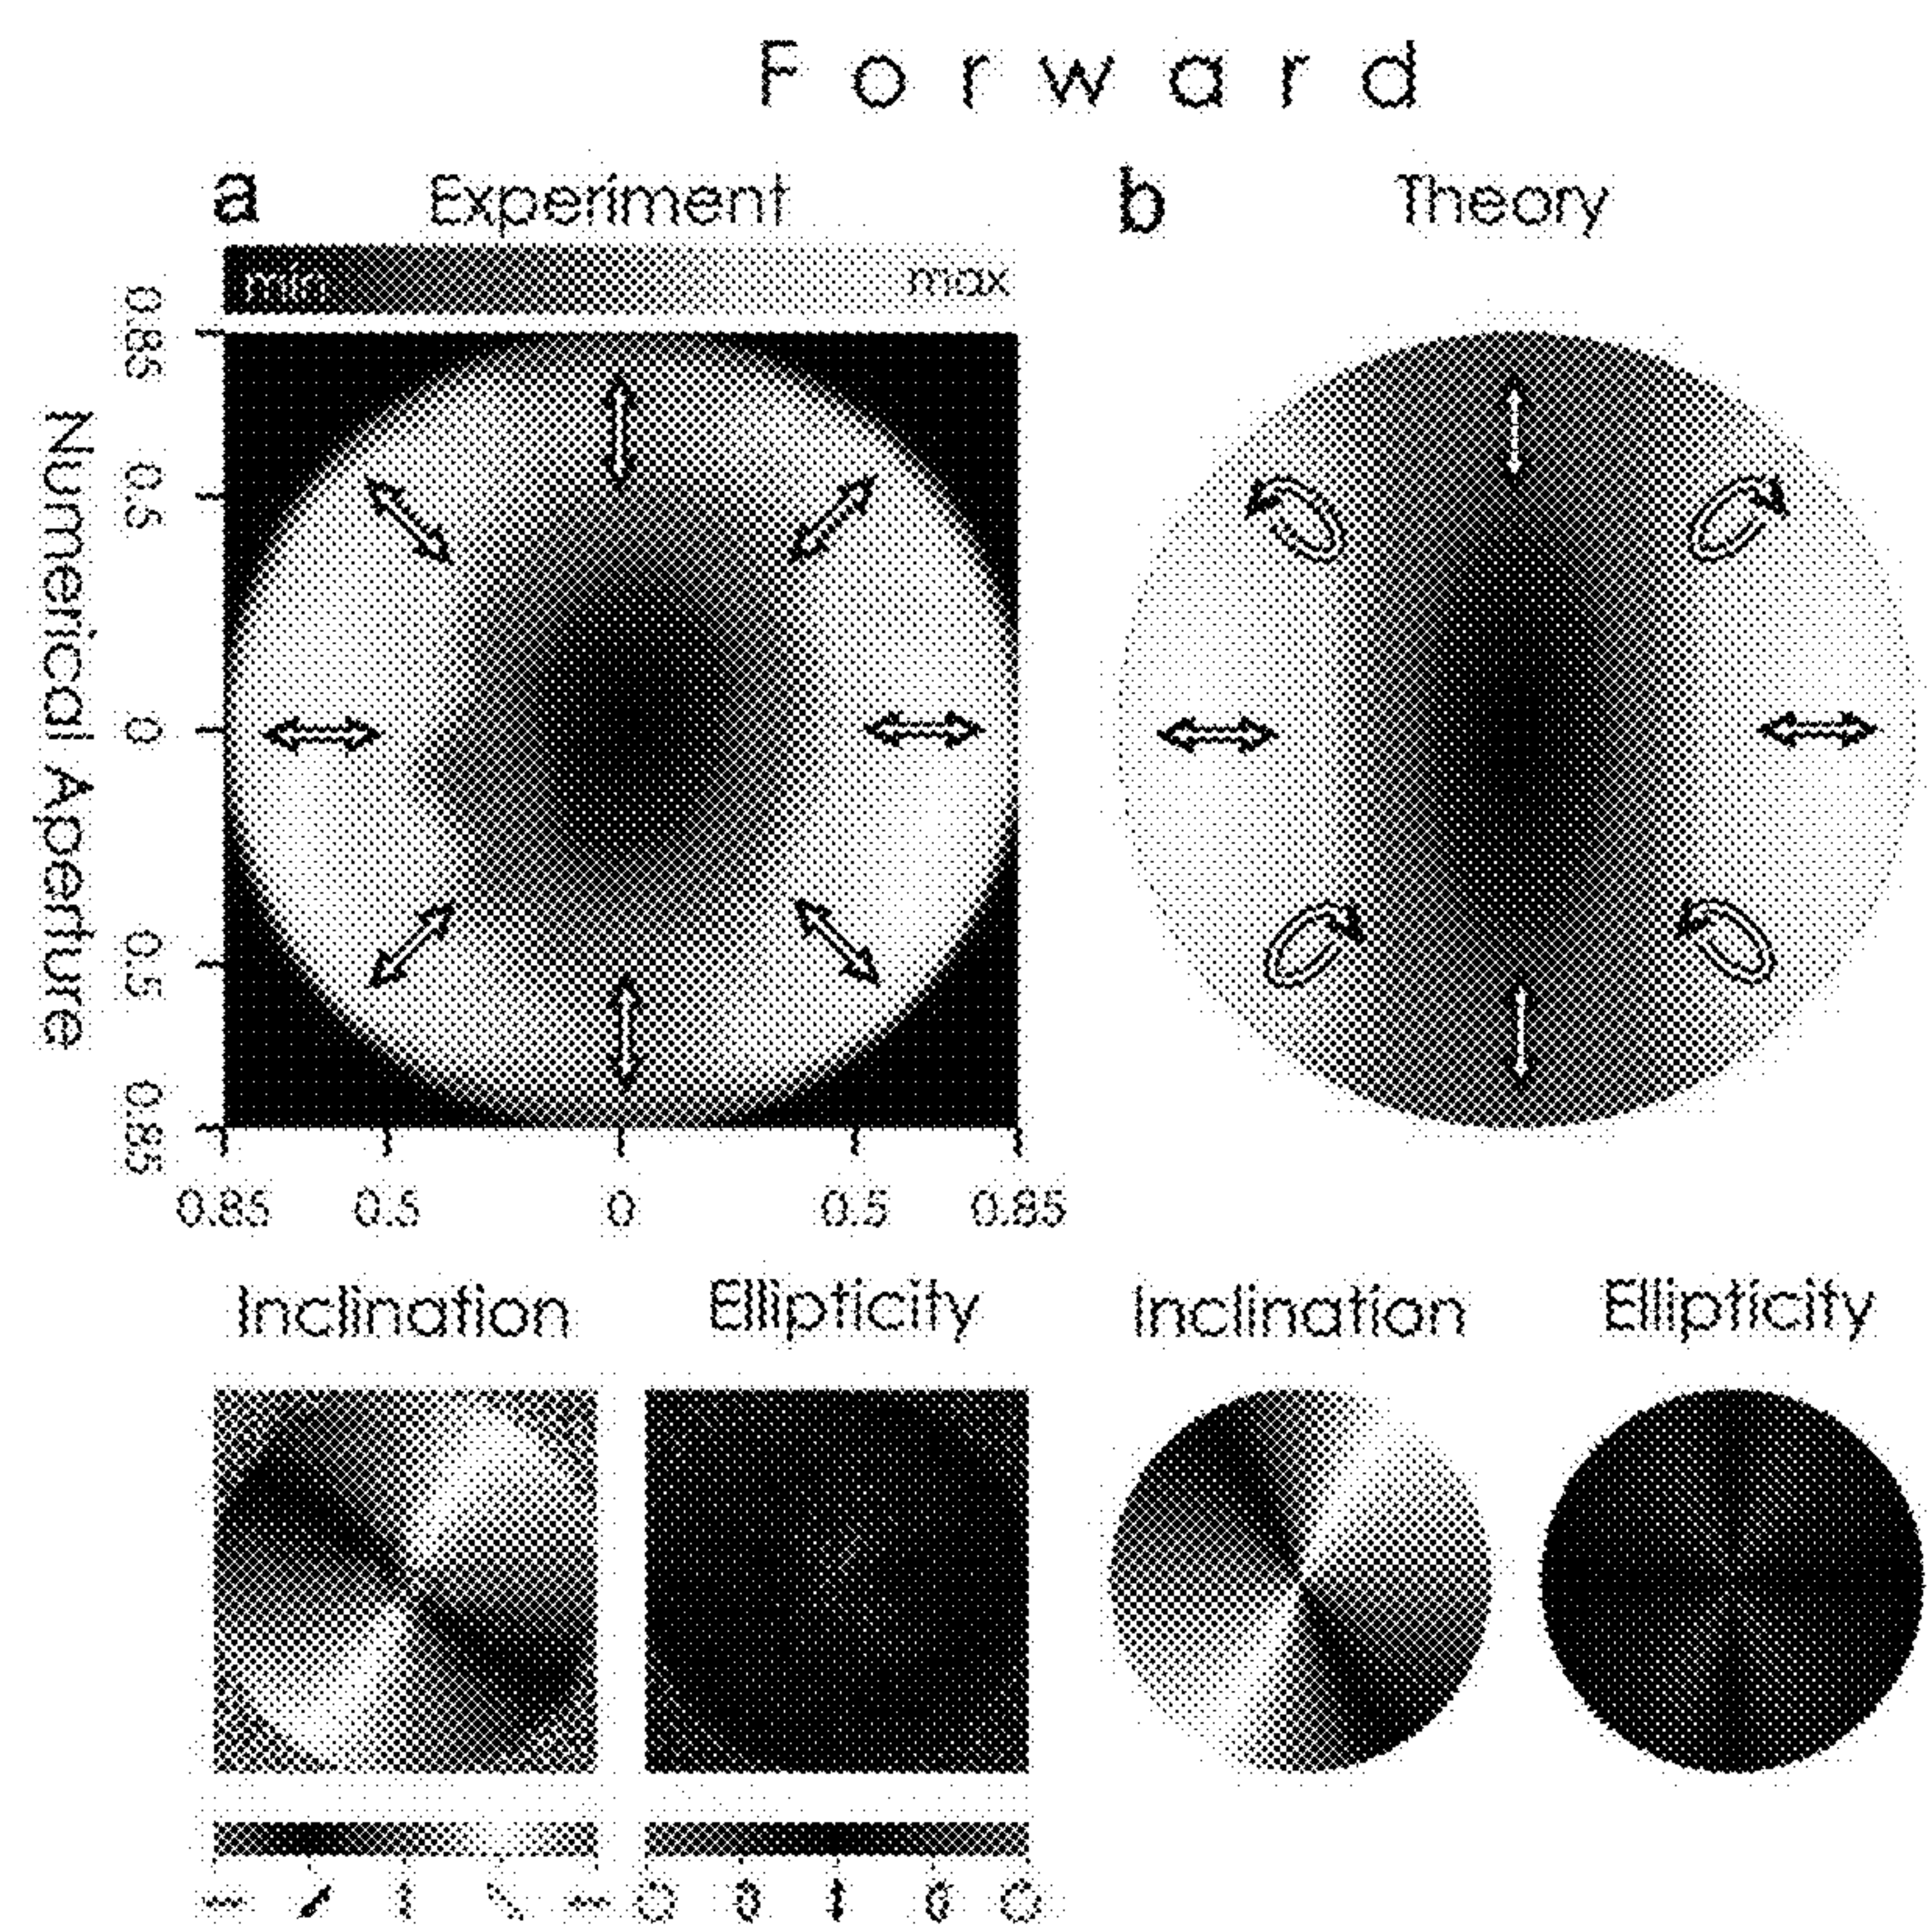 Forward
a Experiment
b Theory
min max
Numerical Aperture
0.85
0.5
0
0.5
0.85
0.85 0.5 0 0.5 0.85
Inclination Ellipticity Inclination Ellipticity